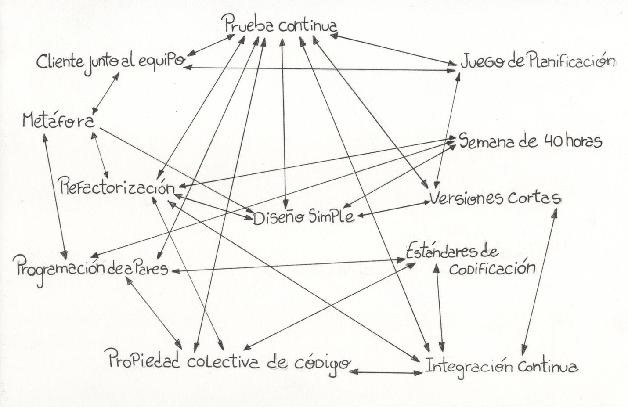 Prueba continua
Cliente junto al equipo
Juego de Planificación
Metáfora
Semana de 40 horas
Refactorización
Diseño Simple
Versiones Cortas
Estándares de
codificación
Programación de a Pares
Propiedad colectiva de código
Integración Continua